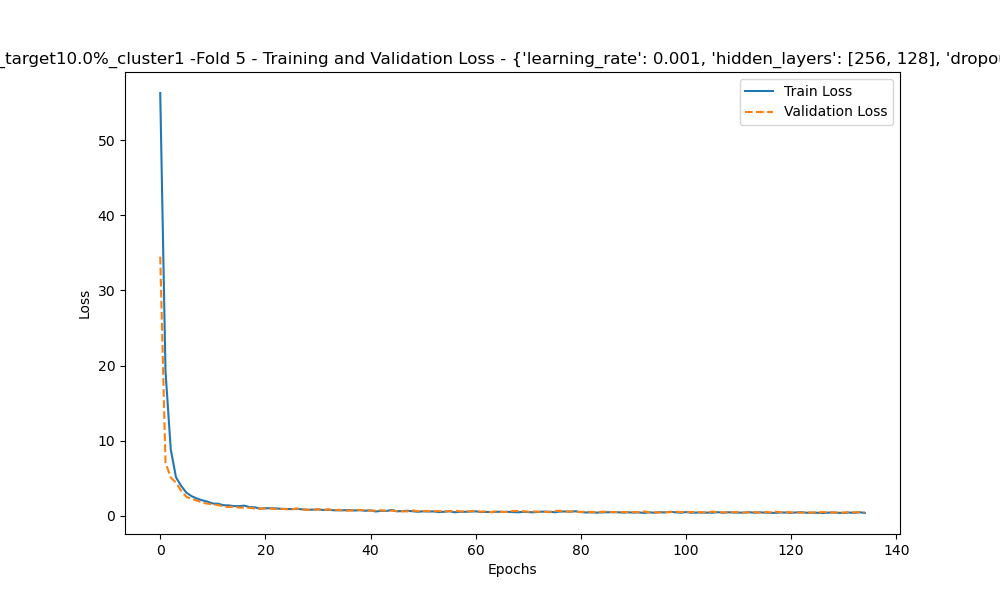 _target10.0%_cluster1 -Fold 5 - Training and Validation Loss - {'learning_rate': 0.001, 'hidden_layers': [256, 128], 'dropou
Train Loss
Validation Loss
50
40
30
20
10
0
Loss
0 20 40 60 80 100 120 140
Epochs